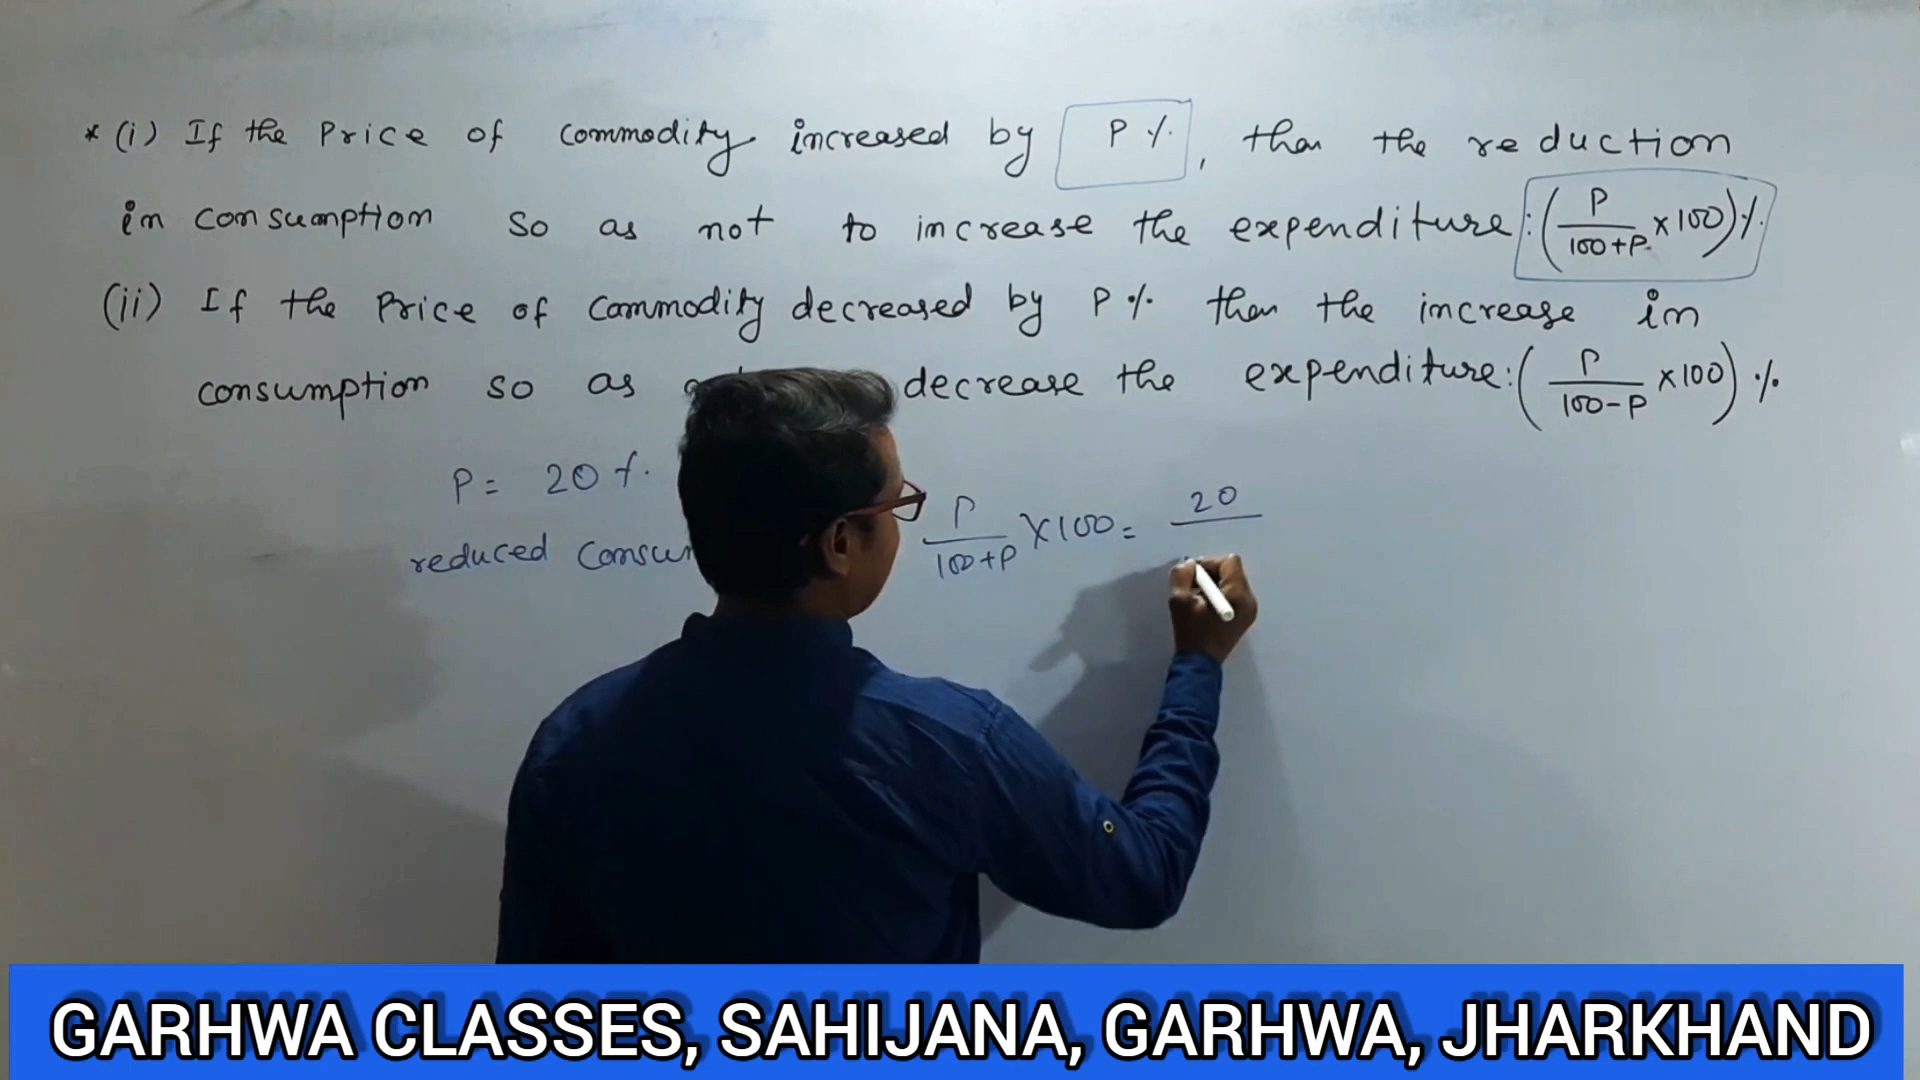 * (i) If the Price of commodity increased by P%, then the reduction
in consumption so as not to increase the expenditure: (P/100+P × 100)%
(ii) If the Price of commodity decreased by P% then the increase in
consumption so as decrease the expenditure: (P/100-P × 100)%
P = 20%.
reduced P/100+P × 100 = 20
GARHWA CLASSES, SAHIJANA, GARHWA, JHARKHAND